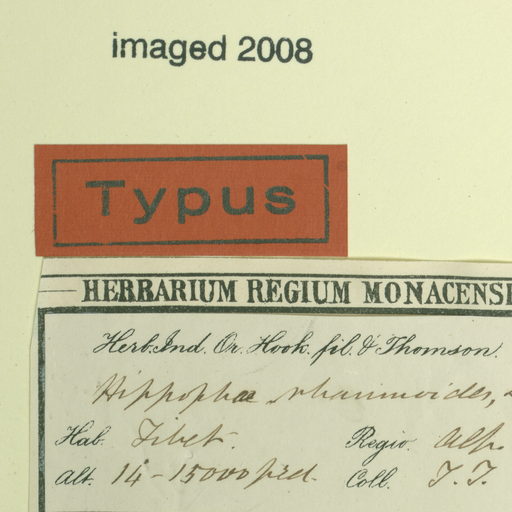 imaged 2008
Typus
HERBARIUM REGIUM MONACENSE
Herb. Ind. Or. Hook. fil. & Thomson.
Hippophae rhamnoides,
Hab. Tibet. Regio. Alp.
Alt. 14–15000 ped. Coll. T. T.